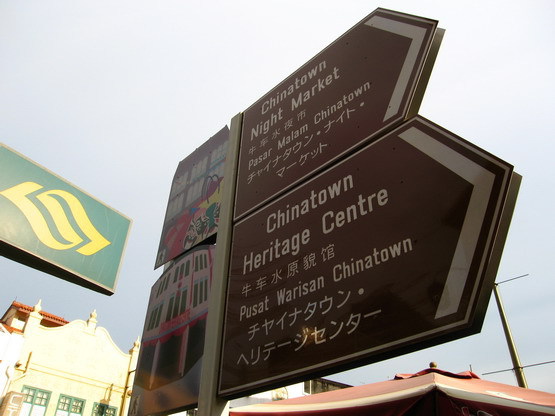 Chinatown
Night Market
牛车水夜市
Pasar Malam Chinatown
チャイナタウン・ナイト・
マーケット
Chinatown
Heritage Centre
牛车水原貌馆
Pusat Warisan Chinatown
チャイナタウン・
ヘリテージセンター